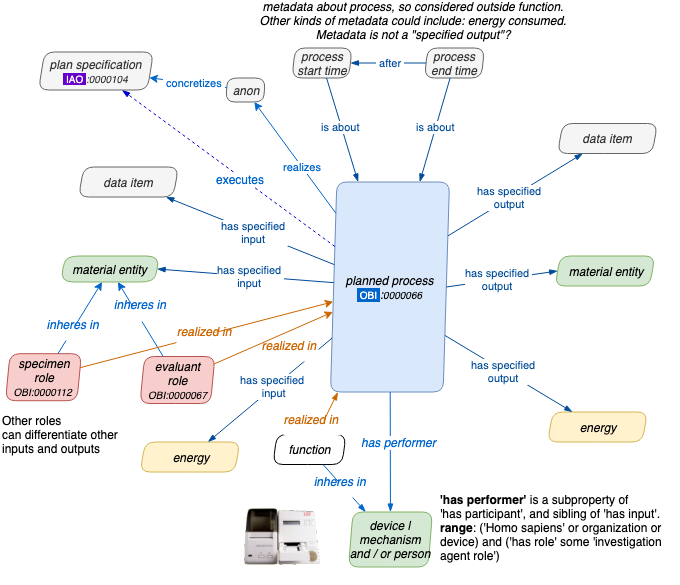 metadata about process, so considered outside function.
Other kinds of metadata could include: energy consumed.
Metadata is not a "specified output"?
process
start time
after
process
end time
plan specification
IAO :0000104
concretizes
anon
is about
is about
data item
realizes
executes
data item
has specified
output
has specified
input
material entity
has specified
input
planned process
OBI :0000066
has specified
output
material entity
inheres in
inheres in
realized in
realized in
specimen
role
OBI:0000112
evaluant
role
OBI:0000067
has specified
input
has specified
output
Other roles
can differentiate other
inputs and outputs
realized in
energy
function
has performer
energy
inheres in
device |
mechanism
and / or person
'has performer' is a subproperty of
'has participant', and sibling of 'has input'.
range: ('Homo sapiens' or organization or
device) and ('has role' some 'investigation
agent role')